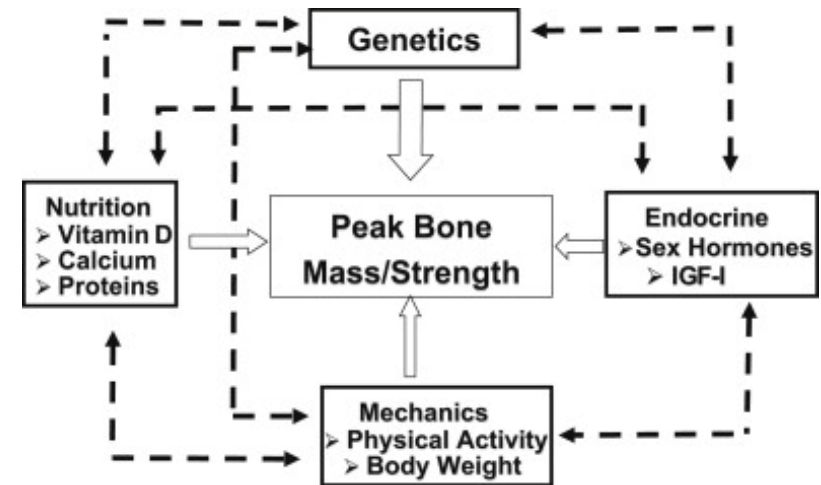 Genetics
Nutrition
➢ Vitamin D
➢ Calcium
➢ Proteins
Peak Bone
Mass/Strength
Endocrine
➢ Sex Hormones
➢ IGF-I
Mechanics
➢ Physical Activity
➢ Body Weight